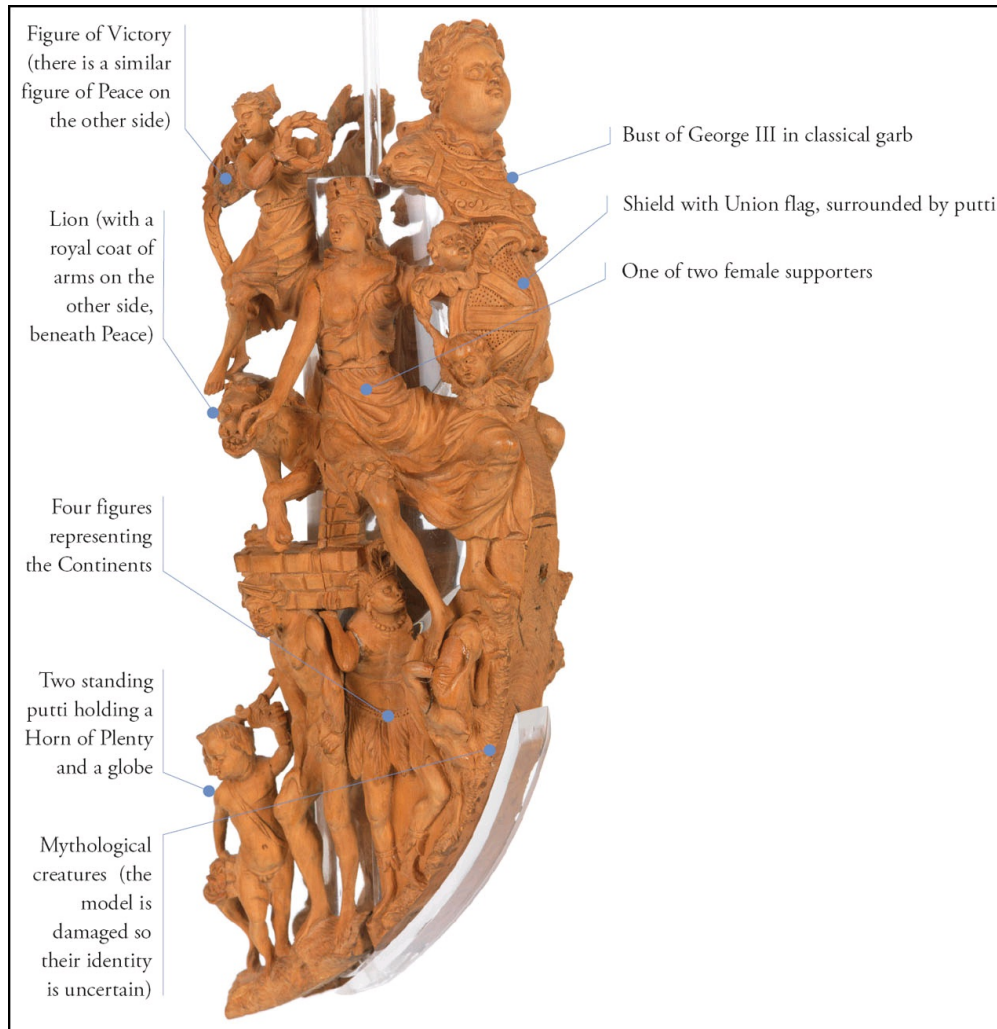 Figure of Victory
(there is a similar
figure of Peace on
the other side)
Lion (with a
royal coat of
arms on the
other side,
beneath Peace)
Four figures
representing
the Continents
Two standing
putti holding a
Horn of Plenty
and a globe
Mythological
creatures (the
model is
damaged so
their identity
is uncertain)
Bust of George III in classical garb
Shield with Union flag, surrounded by putti
One of two female supporters